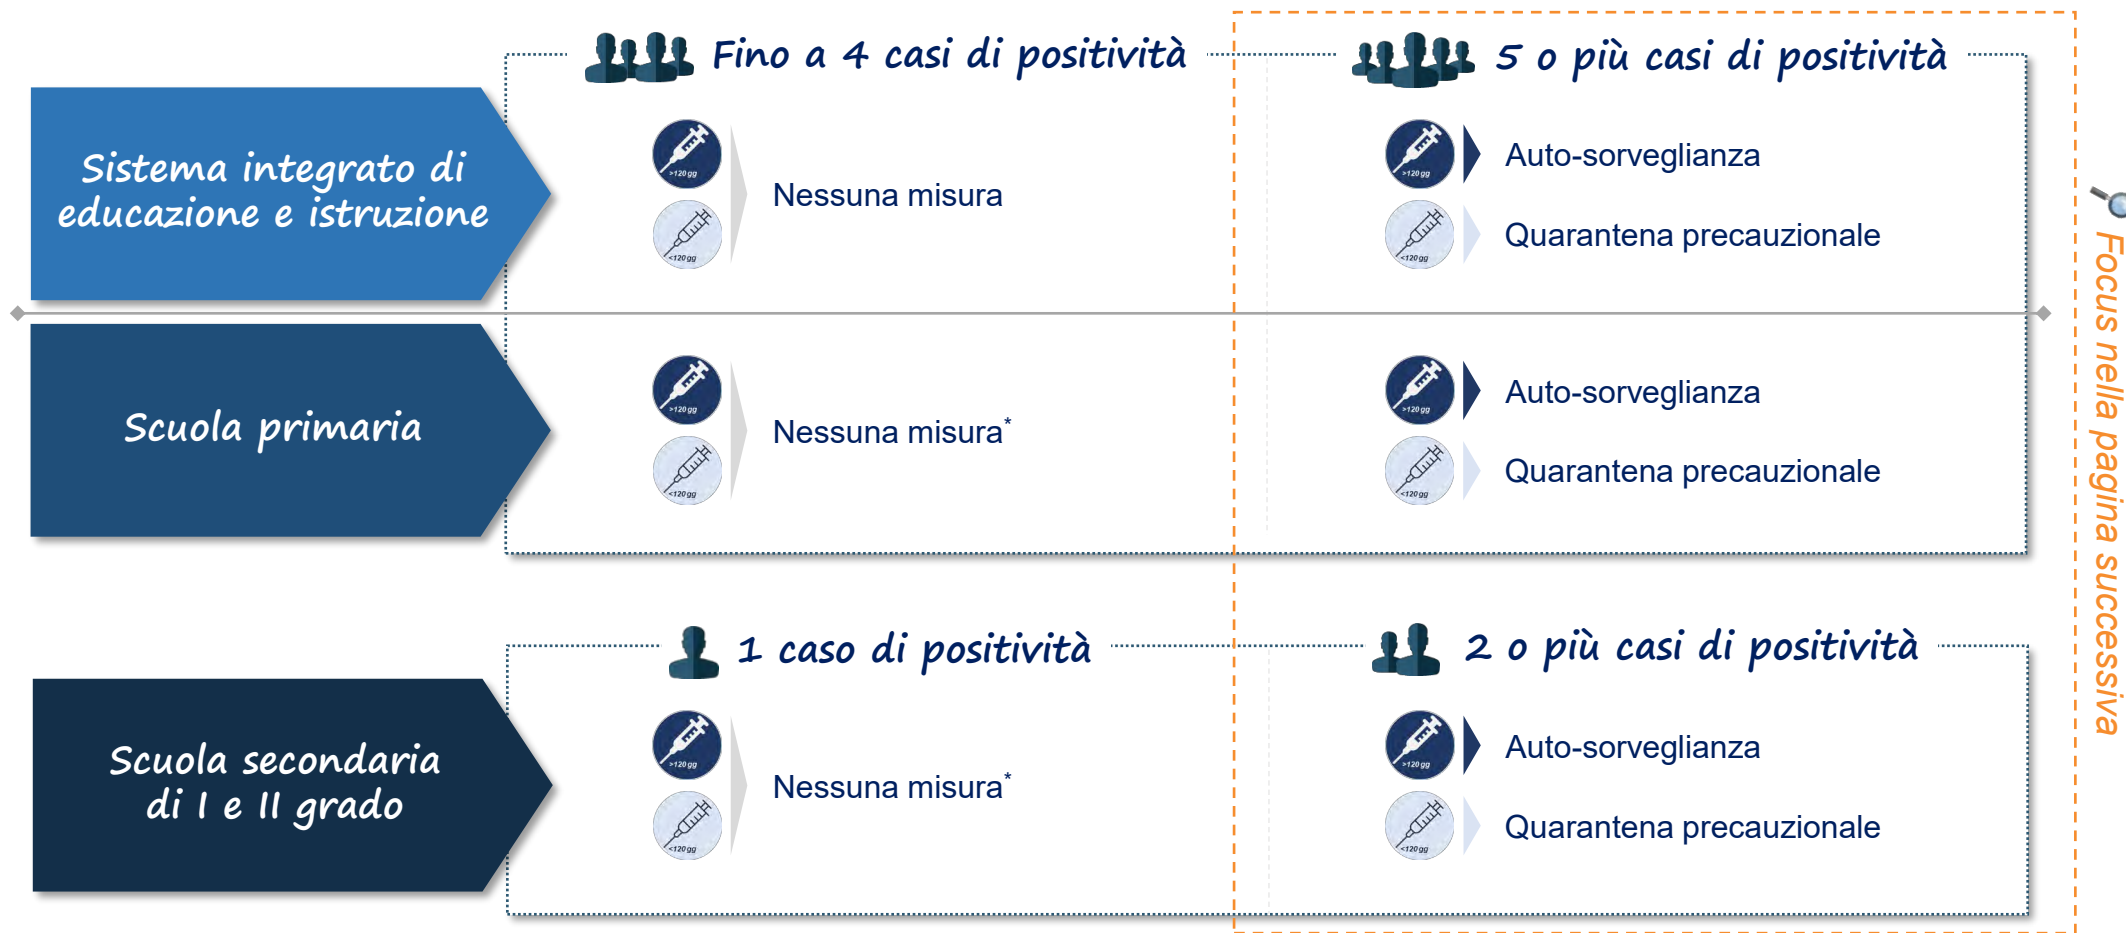 Fino a 4 casi di positività
5 o più casi di positività
Sistema integrato di
educazione e istruzione
>120 gg
<120 gg
Nessuna misura
>120 gg
Auto-sorveglianza
<120 gg
Quarantena precauzionale
Scuola primaria
>120 gg
<120 gg
Nessuna misura*
>120 gg
Auto-sorveglianza
<120 gg
Quarantena precauzionale
1 caso di positività
2 o più casi di positività
Scuola secondaria
di I e II grado
>120 gg
<120 gg
Nessuna misura*
>120 gg
Auto-sorveglianza
<120 gg
Quarantena precauzionale
Focus nella pagina successiva